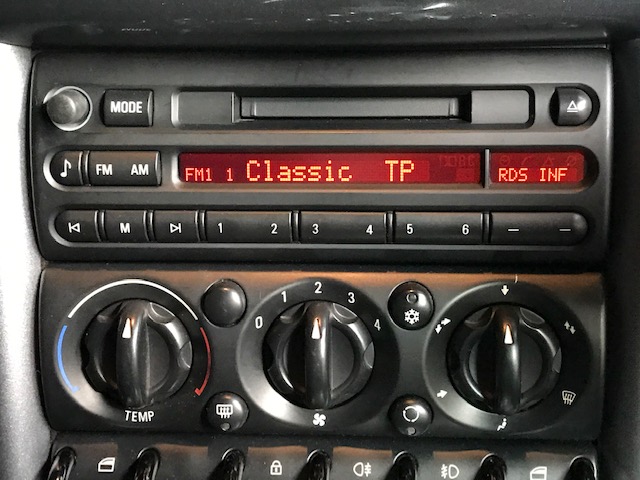 MODE
FM AM
FM1 1 Classic TP
RDS INF
M 1 2 3 4 5 6
0 1 2 3 4
TEMP